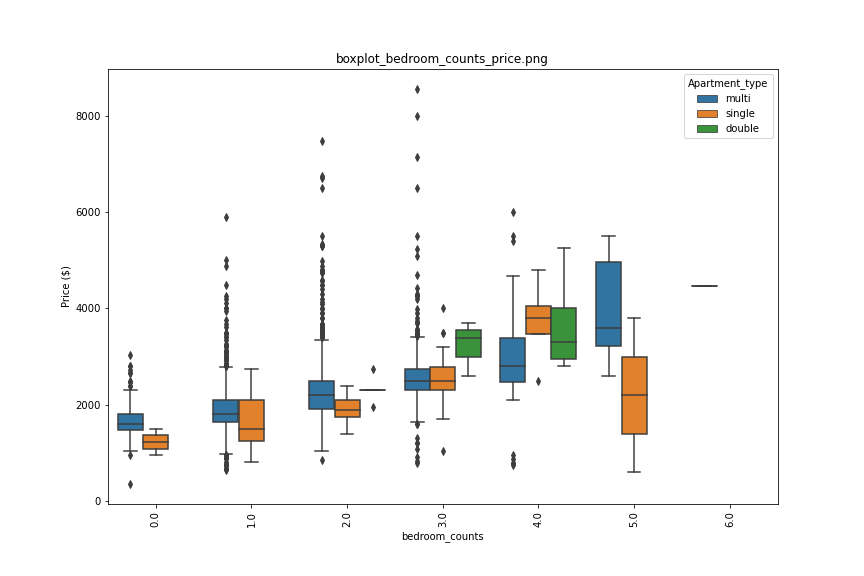 boxplot_bedroom_counts_price.png
Apartment_type
multi
single
double
Price ($)
8000
6000
4000
2000
0
0.0
1.0
2.0
3.0
4.0
5.0
6.0
bedroom_counts